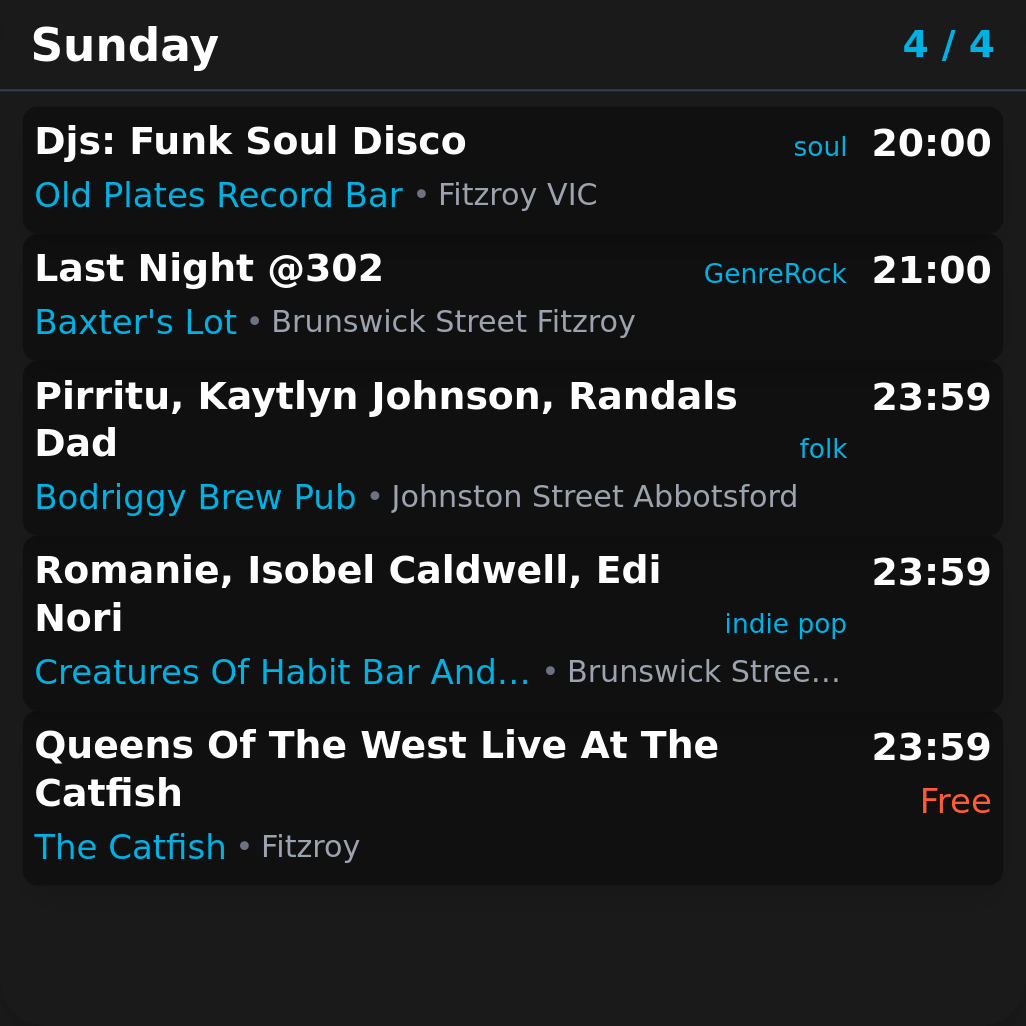 Sunday 4 / 4
Djs: Funk Soul Disco soul 20:00
Old Plates Record Bar • Fitzroy VIC
Last Night @302 GenreRock 21:00
Baxter's Lot • Brunswick Street Fitzroy
Pirritu, Kaytlyn Johnson, Randals 23:59
Dad folk
Bodriggy Brew Pub • Johnston Street Abbotsford
Romanie, Isobel Caldwell, Edi 23:59
Nori indie pop
Creatures Of Habit Bar And... • Brunswick Stree...
Queens Of The West Live At The 23:59
Catfish Free
The Catfish • Fitzroy